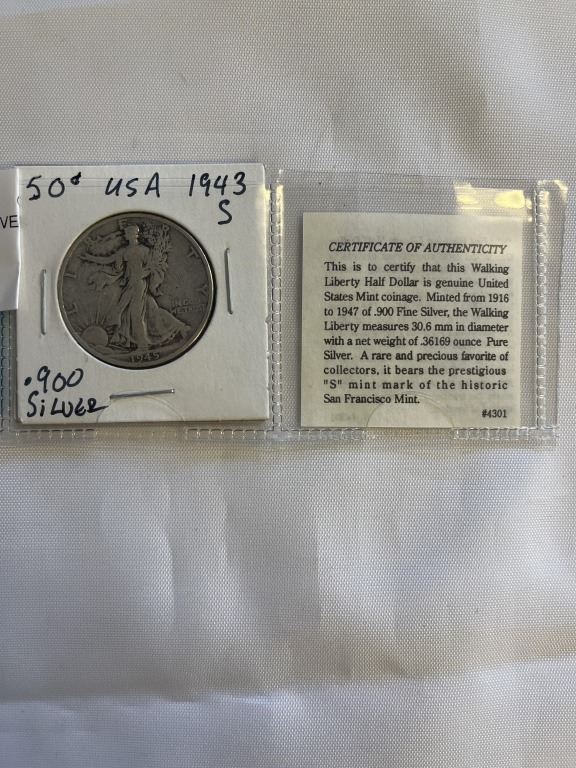 50¢ USA 1943
S
VE
LIBERTY
IN GOD
WE TRUST
1945
.900
SILVER
CERTIFICATE OF AUTHENTICITY
This is to certify that this Walking
Liberty Half Dollar is genuine United
States Mint coinage. Minted from 1916
to 1947 of .900 Fine Silver, the Walking
Liberty measures 30.6 mm in diameter
with a net weight of .36169 ounce Pure
Silver. A rare and precious favorite of
collectors, it bears the prestigious
"S" mint mark of the historic
San Francisco Mint.
#4301